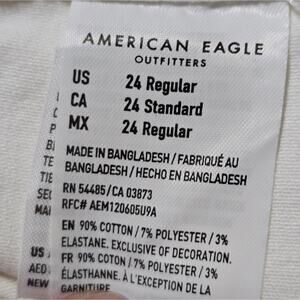 AMERICAN EAGLE
OUTFITTERS
US 24 Regular
CA 24 Standard
MX 24 Regular
MADE IN BANGLADESH / FABRIQUÉ AU
BANGLADESH / HECHO EN BANGLADESH
RN 54485/CA 03873
RFC# AEM120605U9A
EN 90% COTTON / 7% POLYESTER / 3%
ELASTANE. EXCLUSIVE OF DECORATION.
FR 90% COTON / 7% POLYESTER / 3%
ÉLASTHANNE. À L'EXCEPTION DE LA
GARNITURE